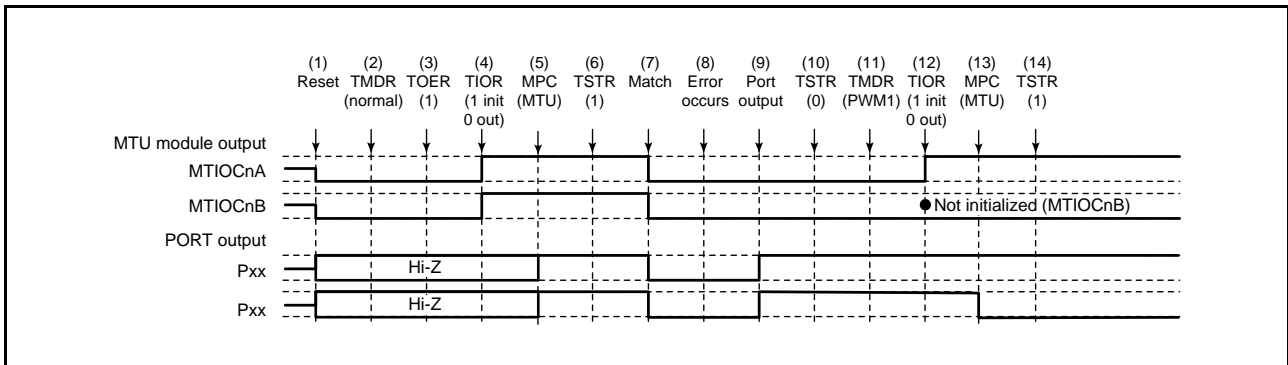 (1) (2) (3) (4) (5) (6) (7) (8) (9) (10) (11) (12) (13) (14)
Reset TMDR TOER TIOR MPC TSTR Match Error Port TSTR TMDR TIOR MPC TSTR
(normal) (1) (1 init (MTU) (1) occurs output (0) (PWM1) (1 init (MTU) (1)
0 out) 0 out)
MTU module output
MTIOCnA
MTIOCnB
Not initialized (MTIOCnB)
PORT output
Pxx
Hi-Z
Pxx
Hi-Z